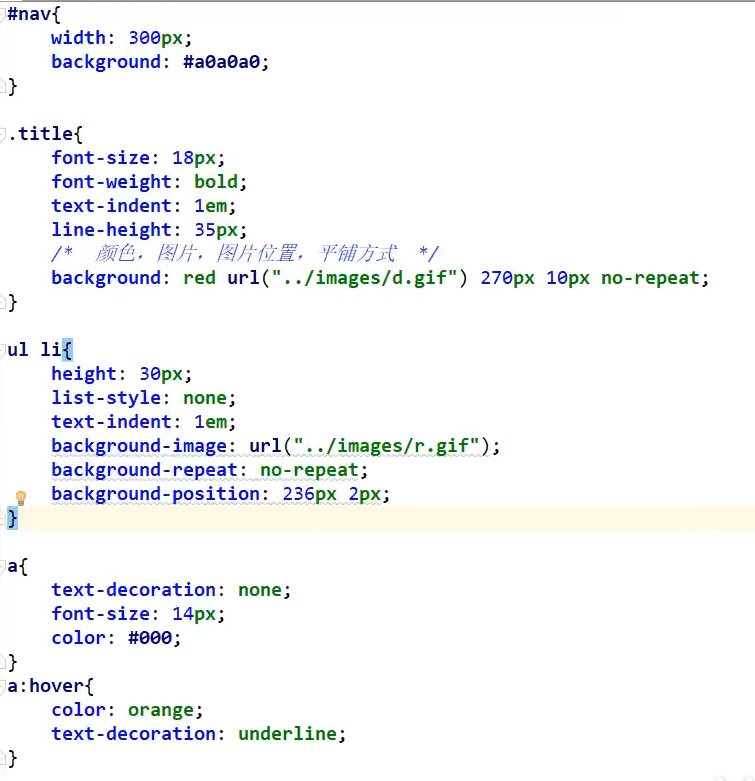 #nav{
    width: 300px;
    background: #a0a0a0;
}

.title{
    font-size: 18px;
    font-weight: bold;
    text-indent: 1em;
    line-height: 35px;
    /*  颜色，图片，图片位置，平铺方式  */
    background: red url("../images/d.gif") 270px 10px no-repeat;
}

ul li{
    height: 30px;
    list-style: none;
    text-indent: 1em;
    background-image: url("../images/r.gif");
    background-repeat: no-repeat;
    background-position: 236px 2px;
}

a{
    text-decoration: none;
    font-size: 14px;
    color: #000;
}
a:hover{
    color: orange;
    text-decoration: underline;
}